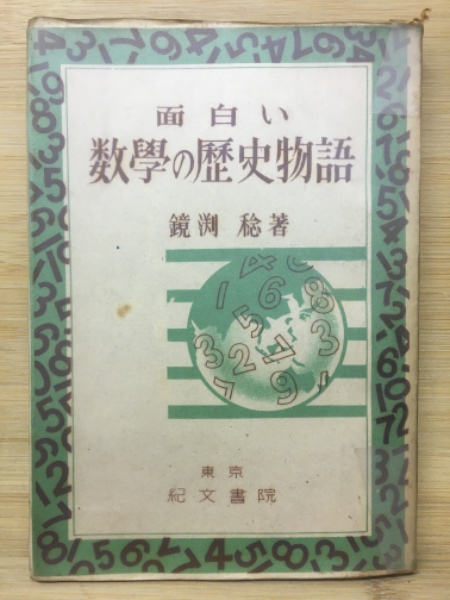 面白い
数學の歴史物語
鏡渕 稔著
東京
紀文書院